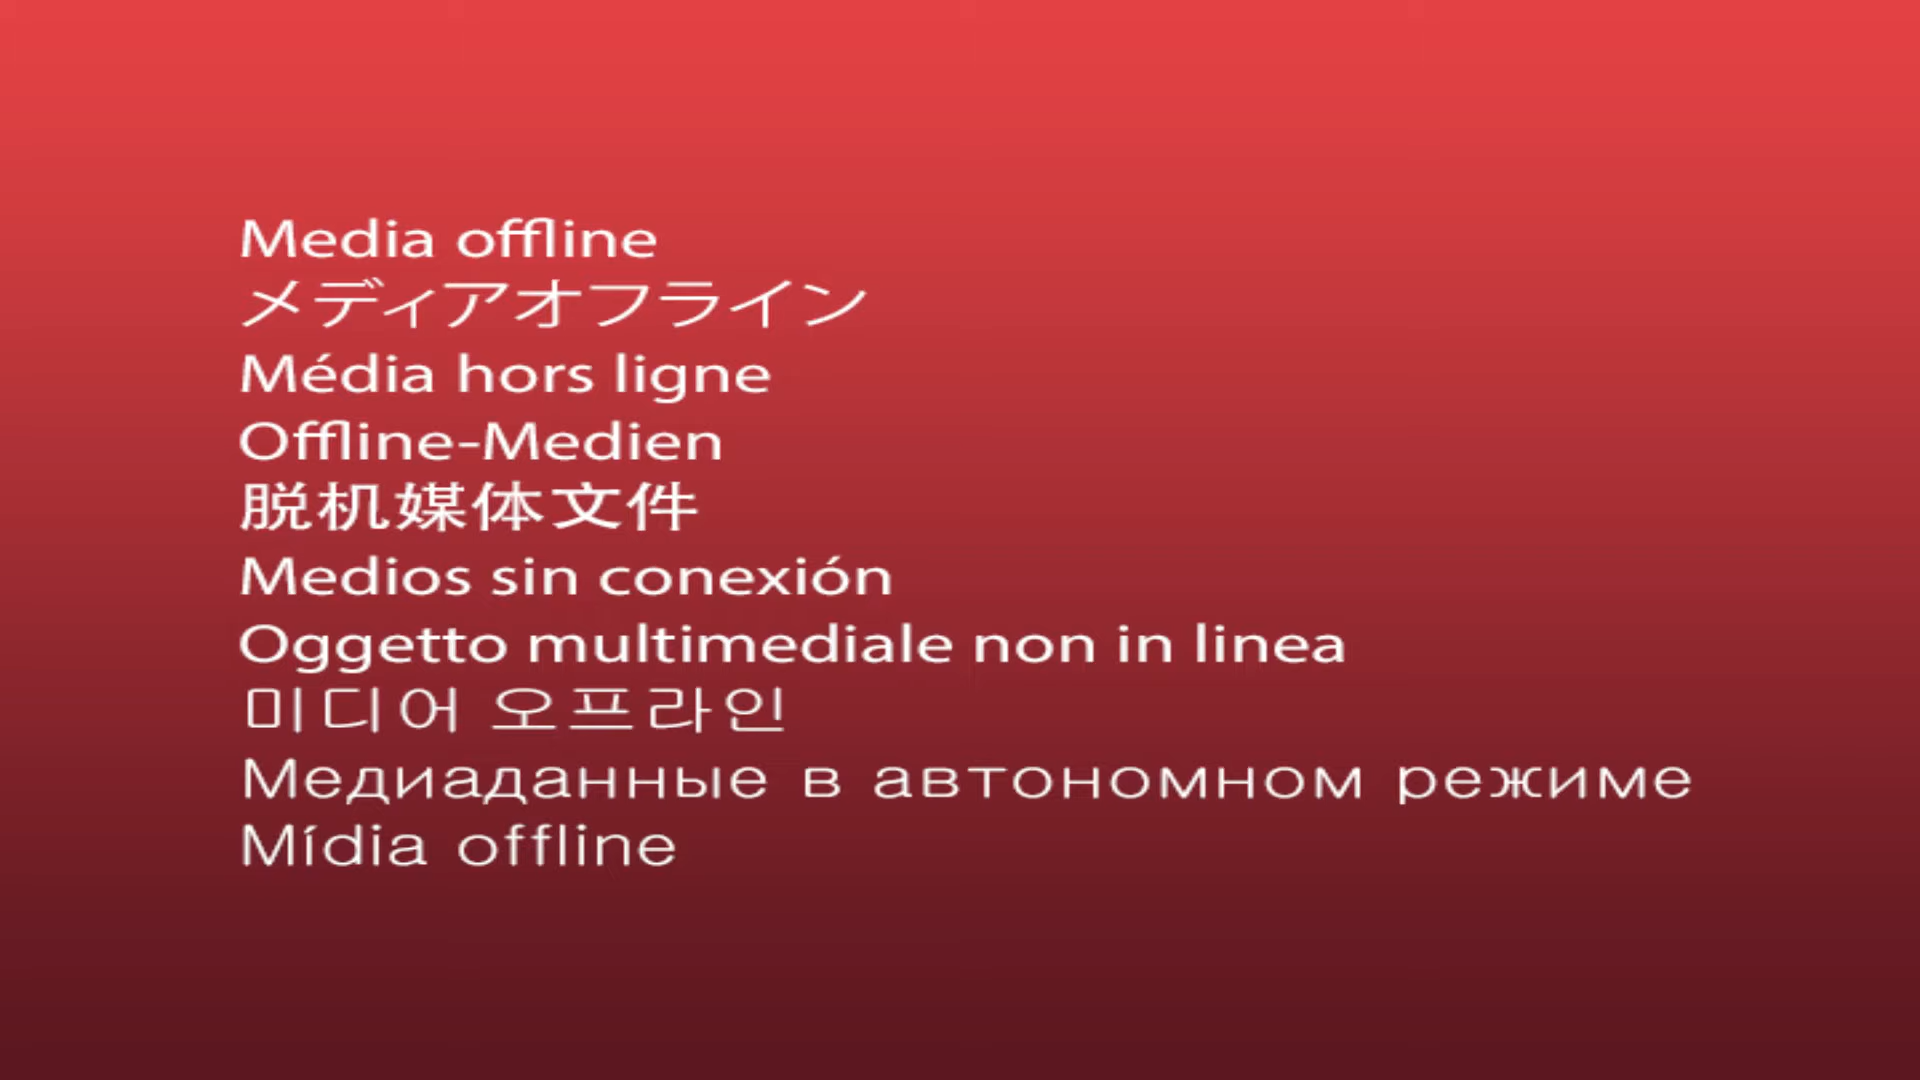 Media offline
メディアオフライン
Média hors ligne
Offline-Medien
脱机媒体文件
Medios sin conexión
Oggetto multimediale non in linea
미디어 오프라인
Медиаданные в автономном режиме
Mídia offline